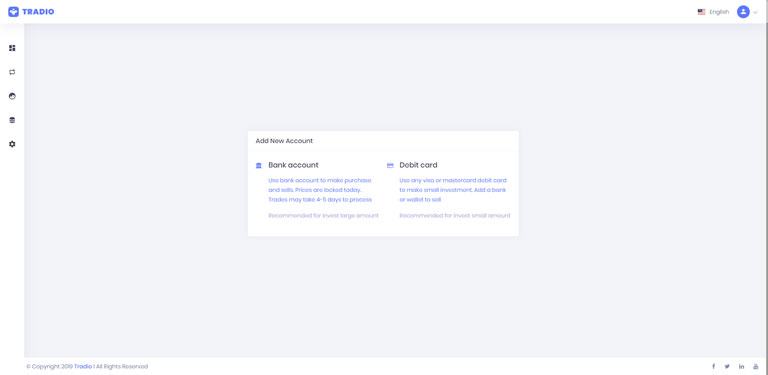 TRADIO
English
Add New Account
Bank account
Use bank account to make purchase
and sells. Prices are locked today.
Trades may take 4-5 days to process
Recommended for invest large amount
Debit card
Use any visa or mastercard debit card
to make small investment. Add a bank
or wallet to sell
Recommended for invest small amount
© Copyright 2019 Tradio I All Rights Reserved